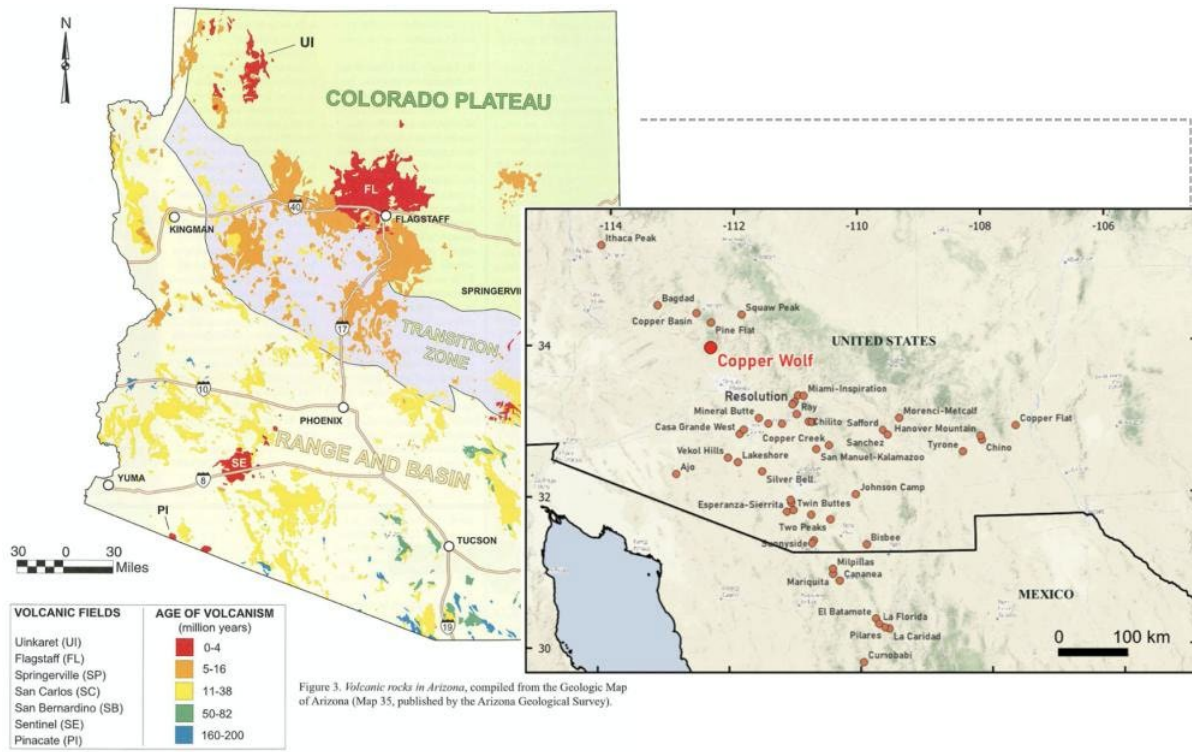 N
UI
COLORADO PLATEAU
FL
40
FLAGSTAFF
KINGMAN
SPRINGERVI
17
TRANSITION
ZONE
10
PHOENIX
RANGE AND BASIN
SE
YUMA
8
PI
TUCSON
19
30 0 30
Miles
VOLCANIC FIELDS
Uinkaret (UI)
Flagstaff (FL)
Springerville (SP)
San Carlos (SC)
San Bernardino (SB)
Sentinel (SE)
Pinacate (PI)
AGE OF VOLCANISM
(million years)
0-4
5-16
11-38
50-82
160-200
Figure 3. Volcanic rocks in Arizona, compiled from the Geologic Map
of Arizona (Map 35, published by the Arizona Geological Survey).
-114 -112 -110 -108 -106
34
32
30
Ithaca Peak
Bagdad
Squaw Peak
Copper Basin
Pine Flat
UNITED STATES
Copper Wolf
Miami-Inspiration
Resolution
Ray
Mineral Butte
Chilito
Safford
Morenci-Metcalf
Copper Flat
Casa Grande West
Hanover Mountain
Copper Creek
Sanchez
Tyrone
Chino
Vekol Hills
Lakeshore
San Manuel-Kalamazoo
Ajo
Silver Bell
Johnson Camp
Esperanza-Sierrita
Twin Buttes
Two Peaks
Sunnyside
Bisbee
Milpillas
Cananea
Mariquita
MEXICO
El Batamote
La Florida
Pilares
La Caridad
Cumobabi
0 100 km